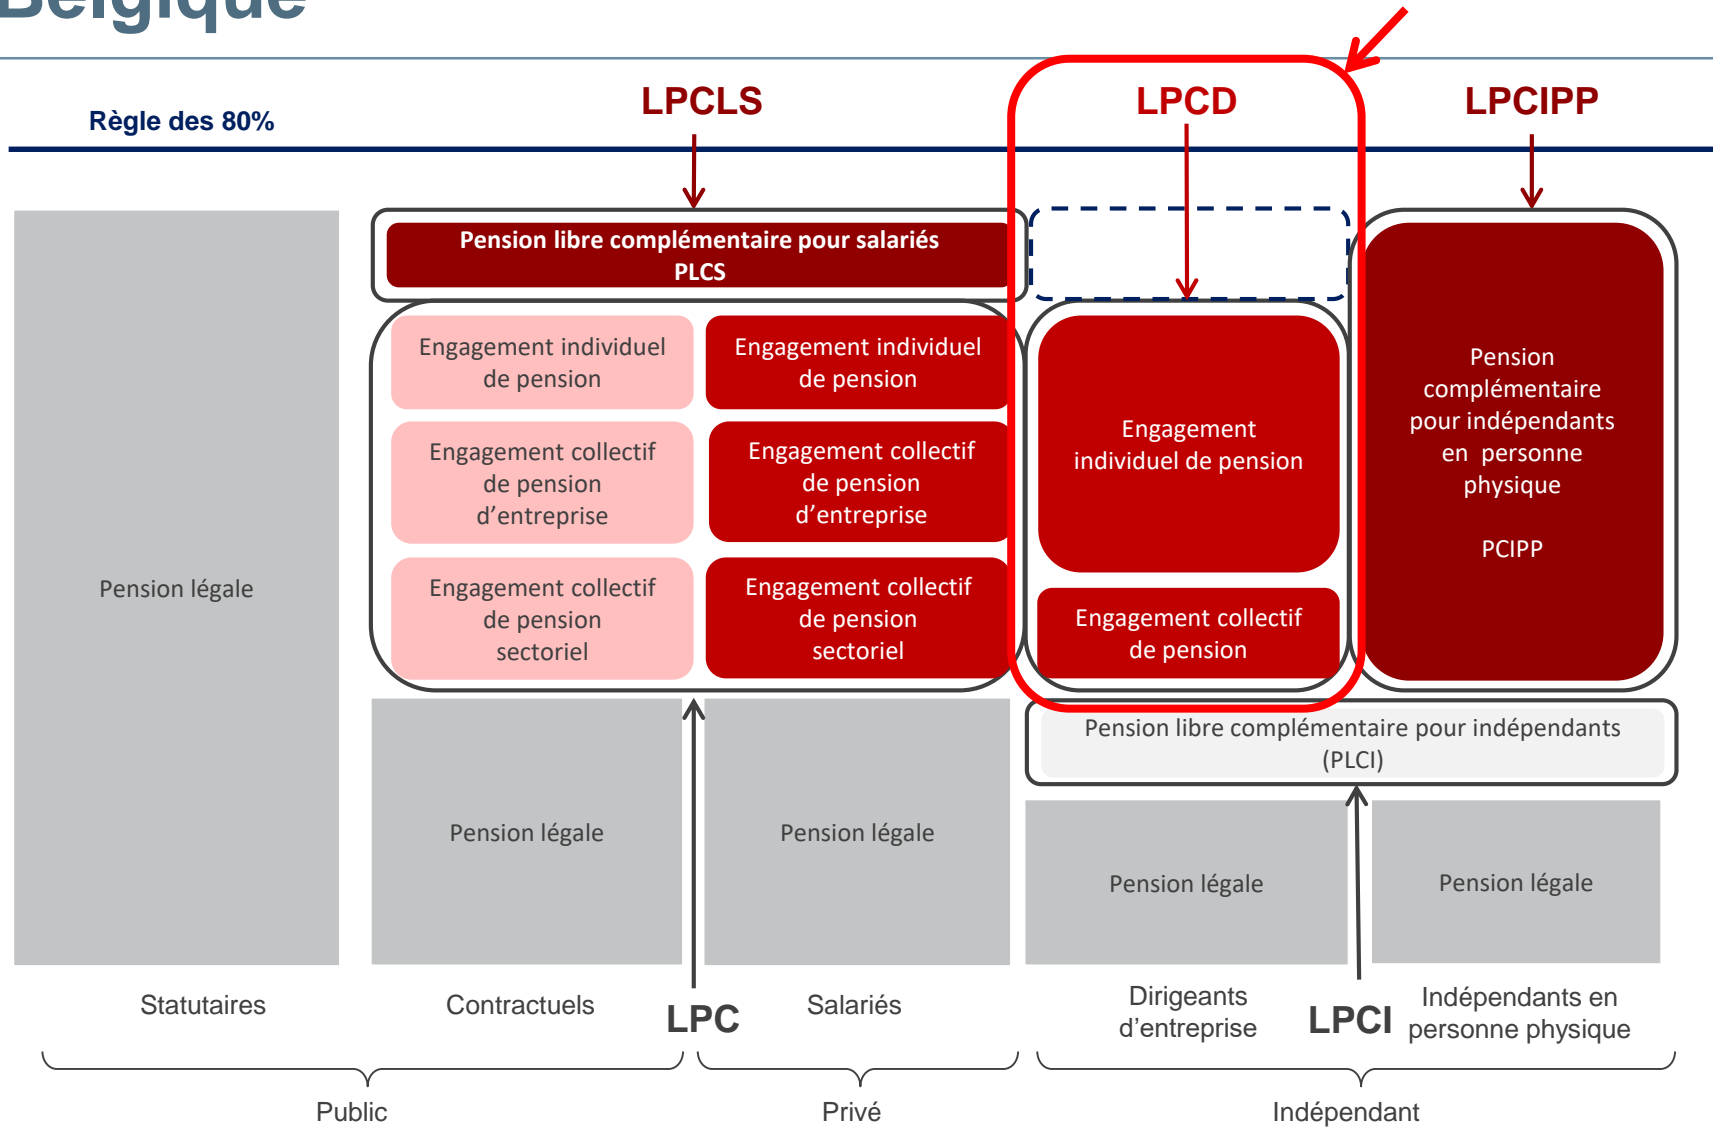 Belgique
Règle des 80%
LPCLS
LPCD
LPCIPP
Pension libre complémentaire pour salariés
PLCS
Engagement individuel
de pension
Engagement individuel
de pension
Engagement collectif
de pension
d'entreprise
Engagement collectif
de pension
d'entreprise
Engagement collectif
de pension
sectoriel
Engagement collectif
de pension
sectoriel
Engagement
individuel de pension
Engagement collectif
de pension
Pension
complémentaire
pour indépendants
en personne
physique
PCIPP
Pension libre complémentaire pour indépendants
(PLCI)
Pension légale
Pension légale
Pension légale
Pension légale
Pension légale
Statutaires
Contractuels
LPC
Salariés
Dirigeants
d'entreprise
LPCI
Indépendants en
personne physique
Public
Privé
Indépendant